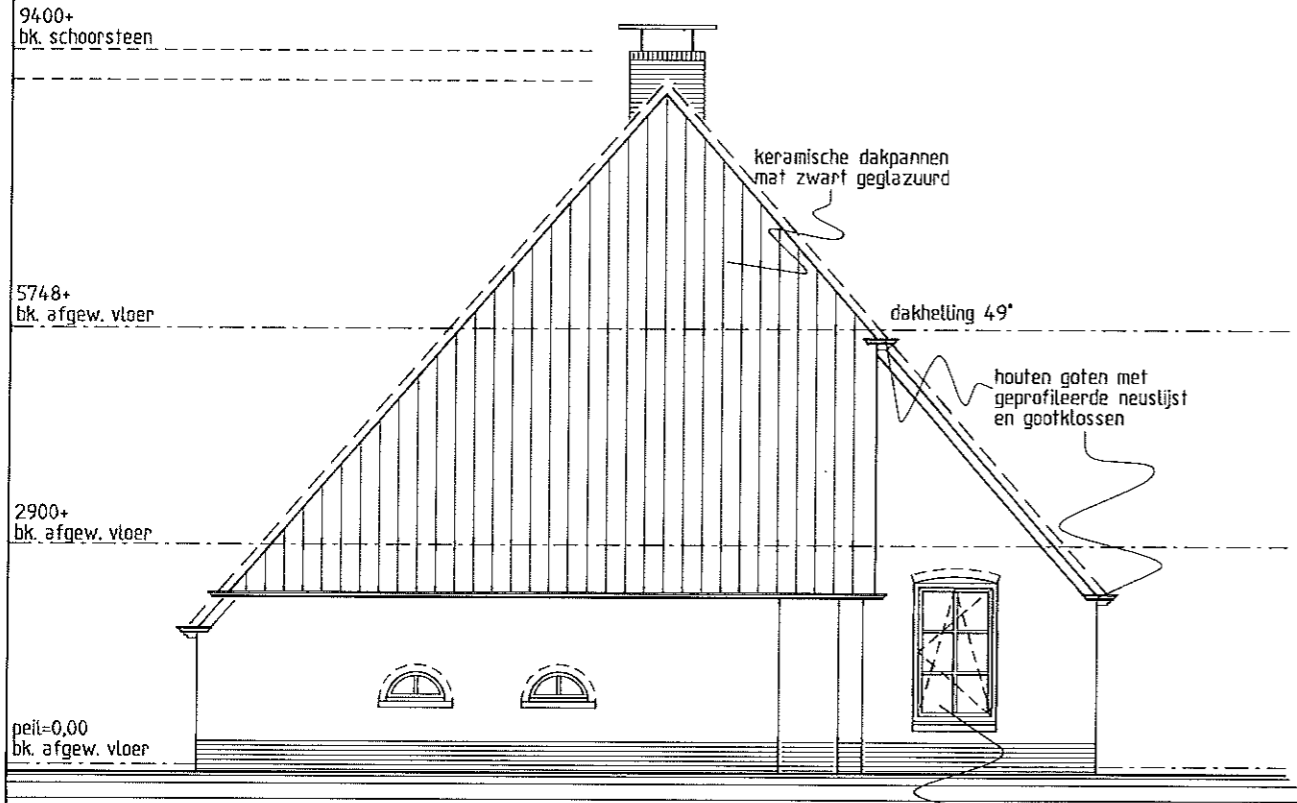 9400+
bk. schoorsteen
keramische dakpannen
mat zwart geglazuurd
5748+
bk. afgew. vloer
dakhelling 49°
houten goten met
geprofileerde neuslijst
en gootklossen
2900+
bk. afgew. vloer
peil=0,00
bk. afgew. vloer